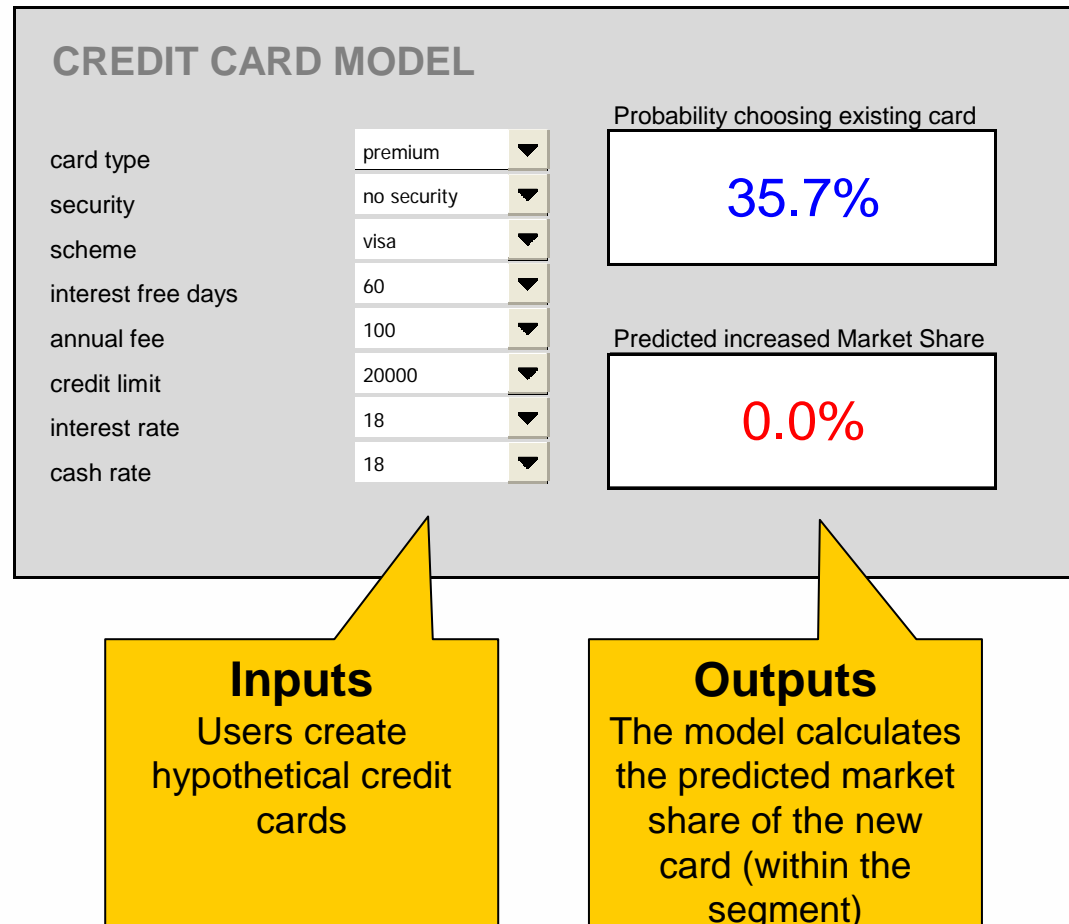 CREDIT CARD MODEL
Probability choosing existing card
card type premium
35.7%
security no security
scheme visa
interest free days 60
annual fee 100
Predicted increased Market Share
credit limit 20000
0.0%
interest rate 18
cash rate 18
Inputs
Users create
hypothetical credit
cards
Outputs
The model calculates
the predicted market
share of the new
card (within the
segment)